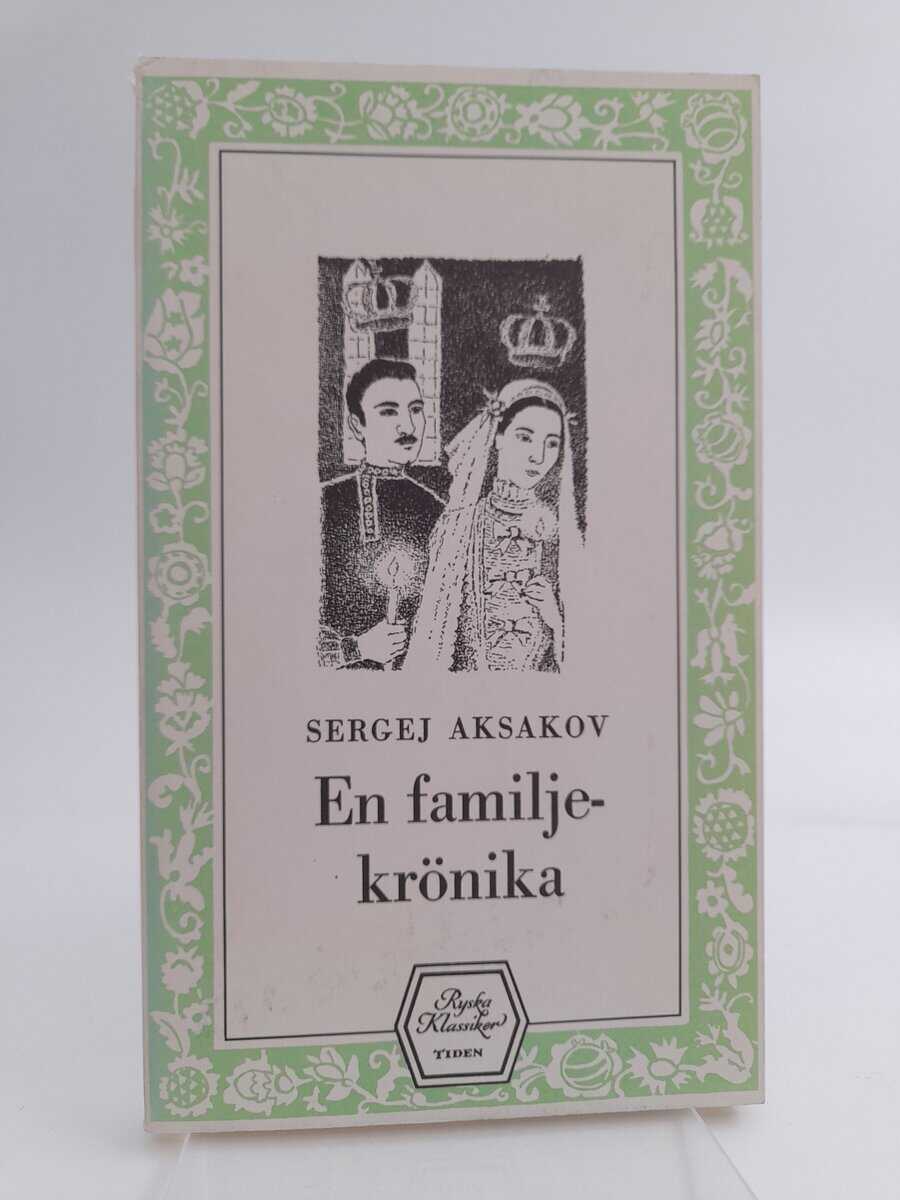 SERGEJ AKSAKOV
En familje-
krönika
Ryska
Klassiker
TIDEN